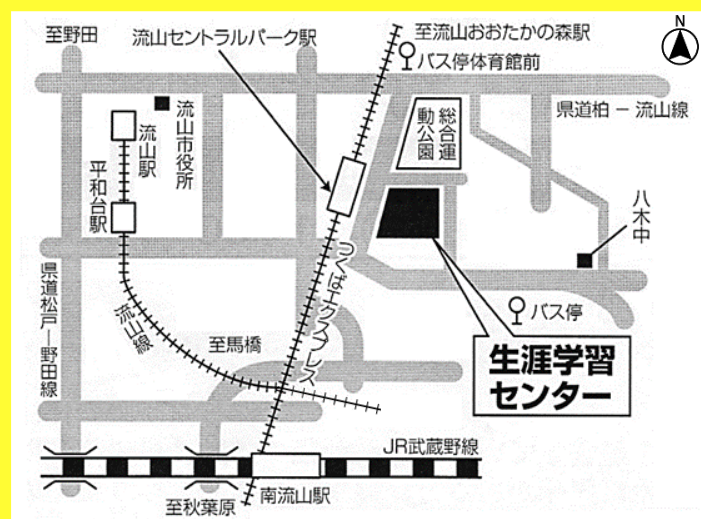 至野田
流山セントラルパーク駅
至流山おおたかの森駅
N
バス停体育館前
県道柏－流山線
総合運
動公園
流山市役所
流山駅
平和台駅
八木中
つくばエクスプレス
県道松戸―野田線
流山線
至馬橋
バス停
生涯学習
センター
JR武蔵野線
南流山駅
至秋葉原